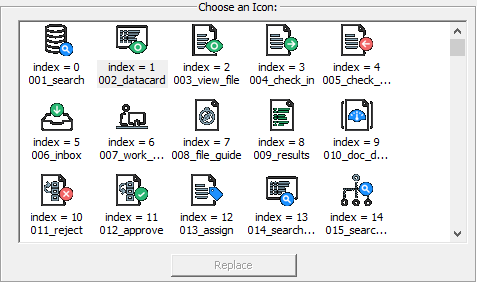 Choose an Icon:
index = 0 index = 1 index = 2 index = 3 index = 4
001_search 002_datacard 003_view_file 004_check_in 005_check_...
index = 5 index = 6 index = 7 index = 8 index = 9
006_inbox 007_work_... 008_file_guide 009_results 010_doc_d...
index = 10 index = 11 index = 12 index = 13 index = 14
011_reject 012_approve 013_assign 014_search... 015_searc...
Replace